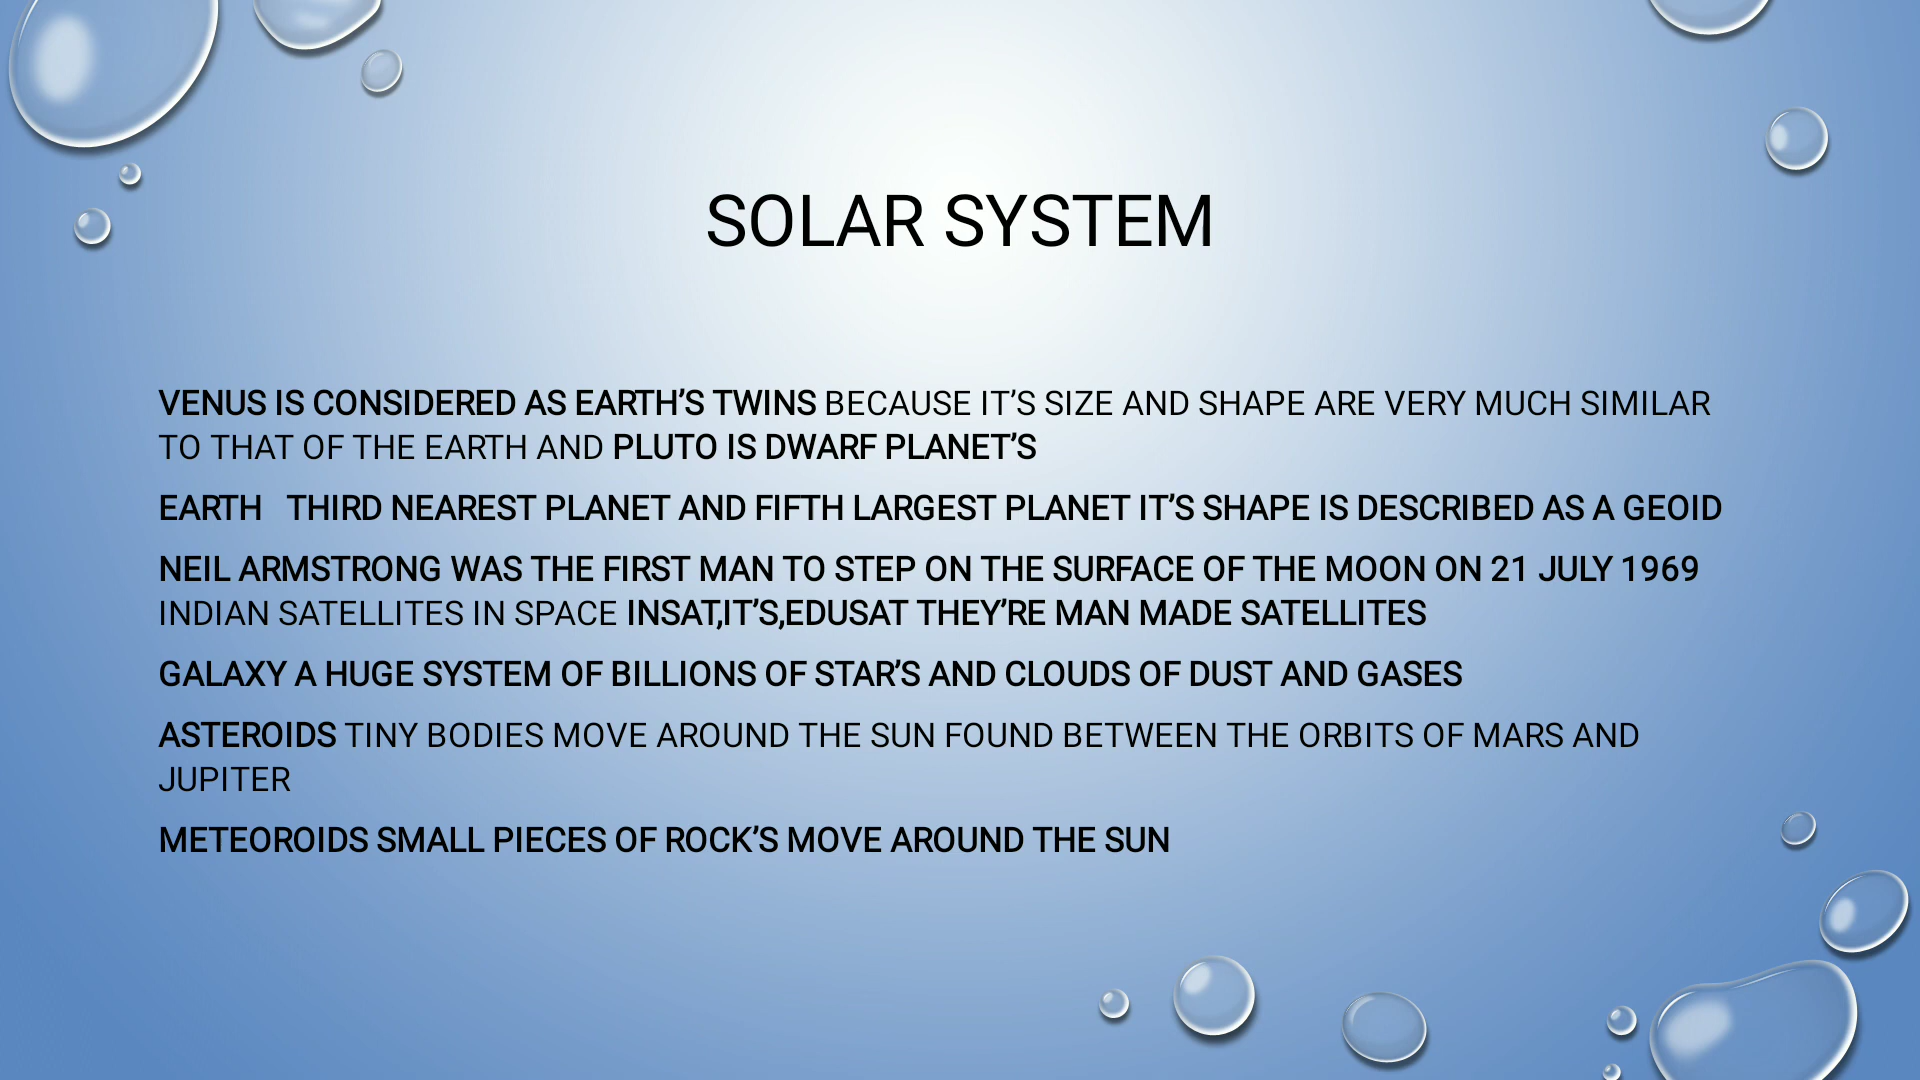 SOLAR SYSTEM
VENUS IS CONSIDERED AS EARTH’S TWINS BECAUSE IT’S SIZE AND SHAPE ARE VERY MUCH SIMILAR
TO THAT OF THE EARTH AND PLUTO IS DWARF PLANET’S
EARTH   THIRD NEAREST PLANET AND FIFTH LARGEST PLANET IT’S SHAPE IS DESCRIBED AS A GEOID
NEIL ARMSTRONG WAS THE FIRST MAN TO STEP ON THE SURFACE OF THE MOON ON 21 JULY 1969
INDIAN SATELLITES IN SPACE INSAT,IT’S,EDUSAT THEY’RE MAN MADE SATELLITES
GALAXY A HUGE SYSTEM OF BILLIONS OF STAR’S AND CLOUDS OF DUST AND GASES
ASTEROIDS TINY BODIES MOVE AROUND THE SUN FOUND BETWEEN THE ORBITS OF MARS AND
JUPITER
METEOROIDS SMALL PIECES OF ROCK’S MOVE AROUND THE SUN